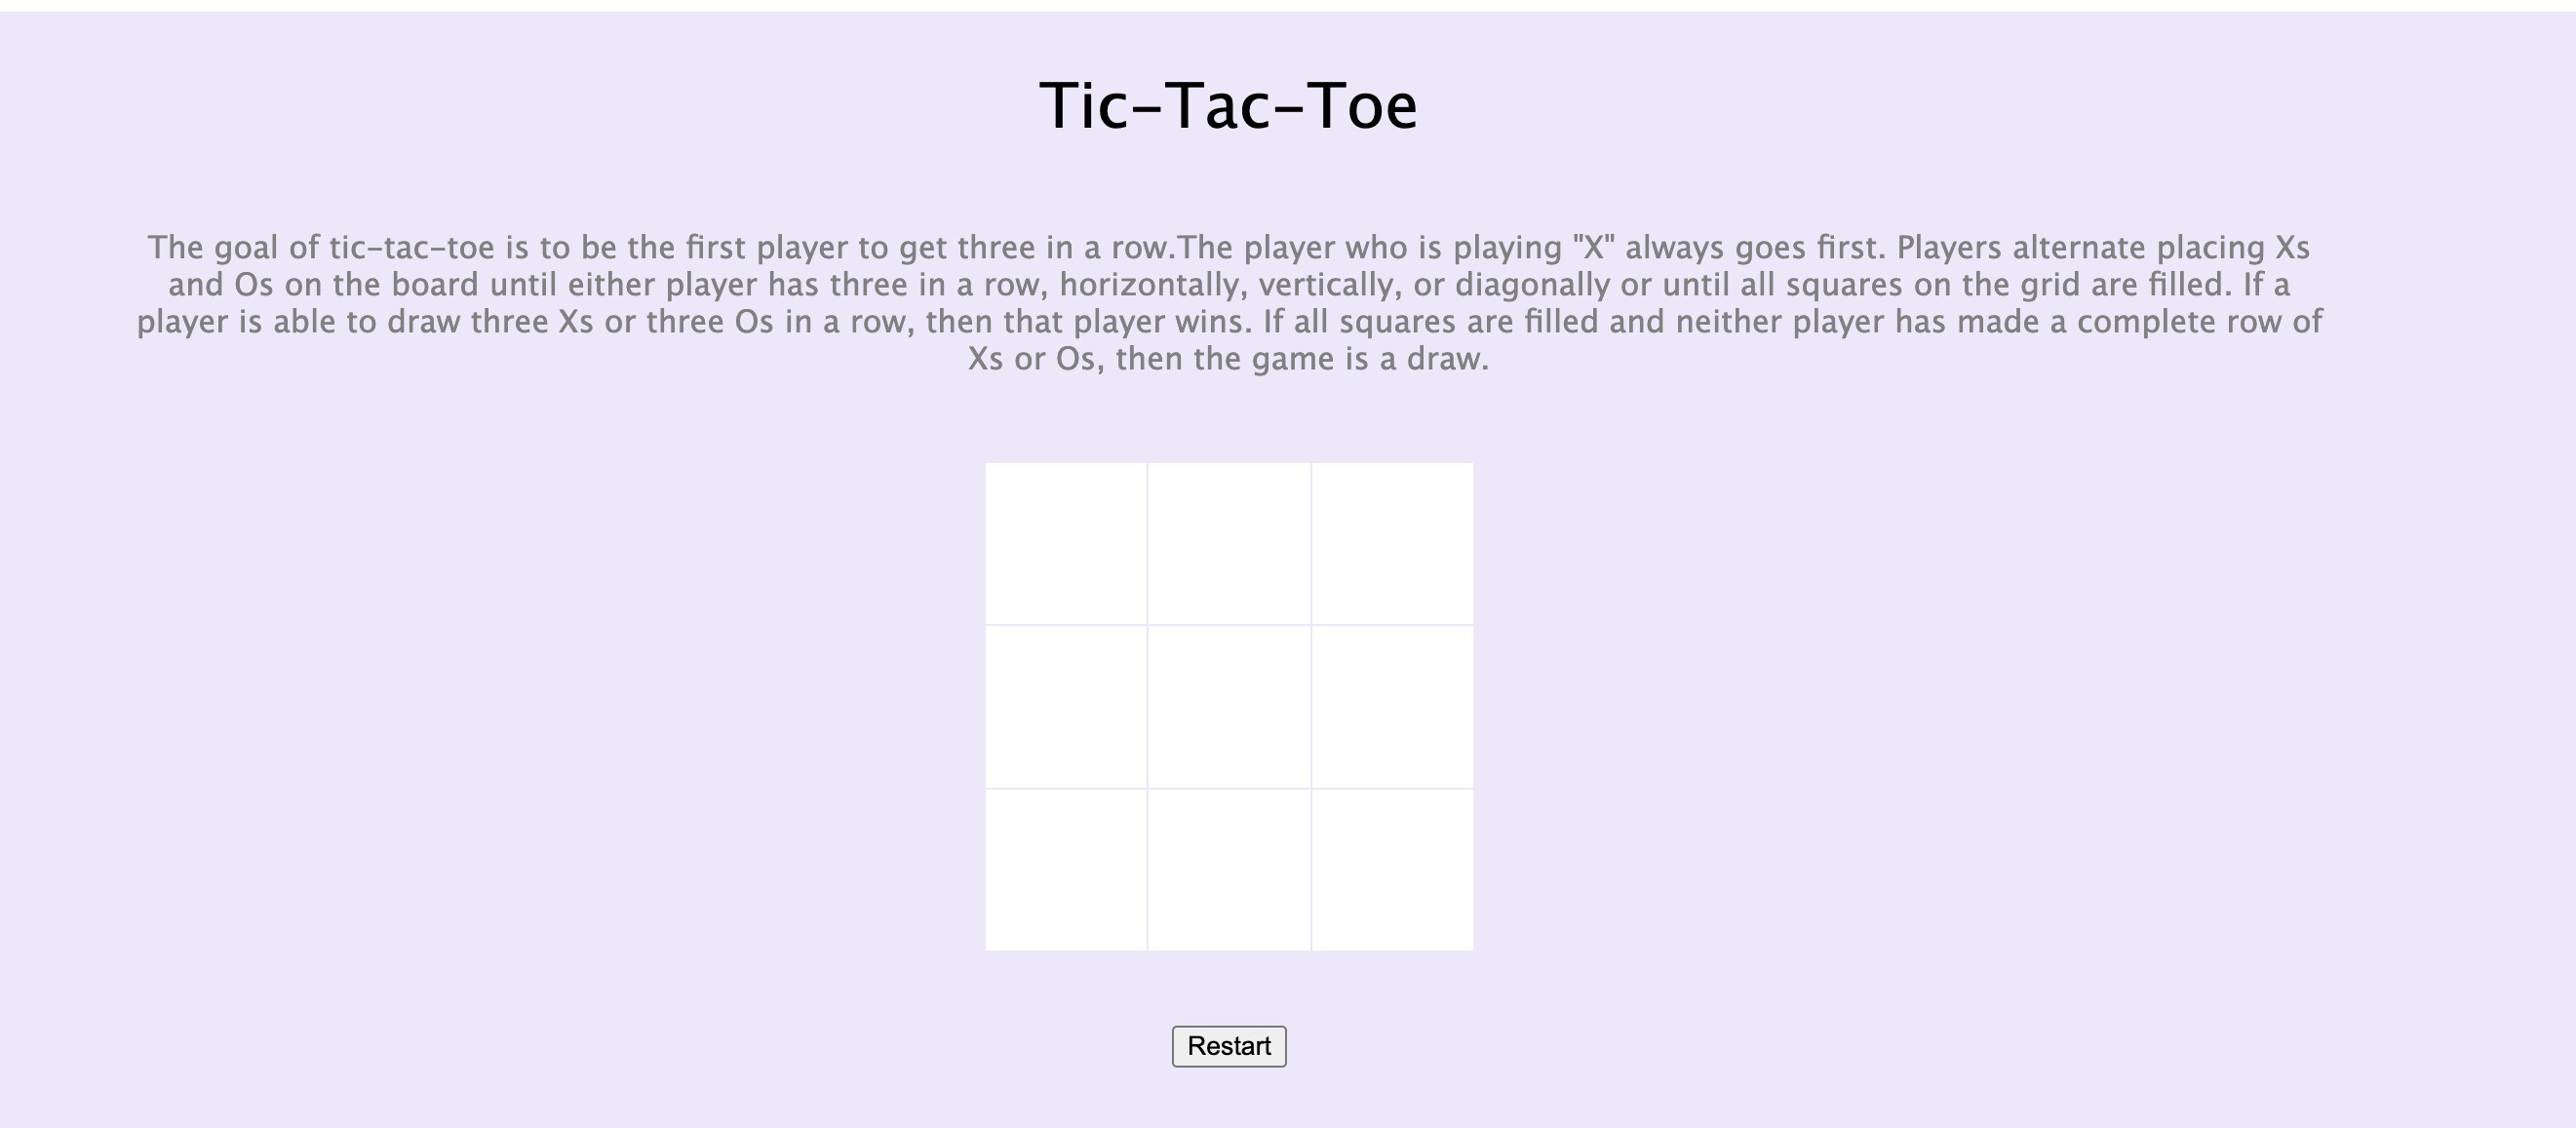 Tic-Tac-Toe
The goal of tic-tac-toe is to be the first player to get three in a row.The player who is playing "X" always goes first. Players alternate placing Xs
and Os on the board until either player has three in a row, horizontally, vertically, or diagonally or until all squares on the grid are filled. If a
player is able to draw three Xs or three Os in a row, then that player wins. If all squares are filled and neither player has made a complete row of
Xs or Os, then the game is a draw.
Restart